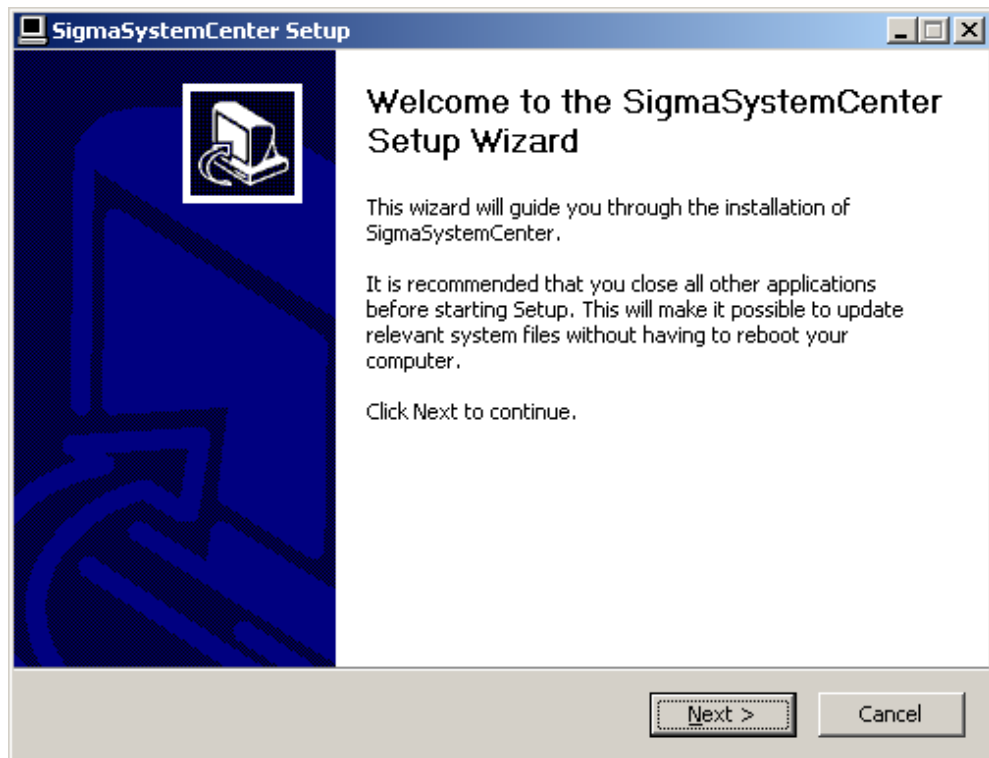 SigmaSystemCenter Setup
Welcome to the SigmaSystemCenter
Setup Wizard
This wizard will guide you through the installation of
SigmaSystemCenter.
It is recommended that you close all other applications
before starting Setup. This will make it possible to update
relevant system files without having to reboot your
computer.
Click Next to continue.
Next >
Cancel